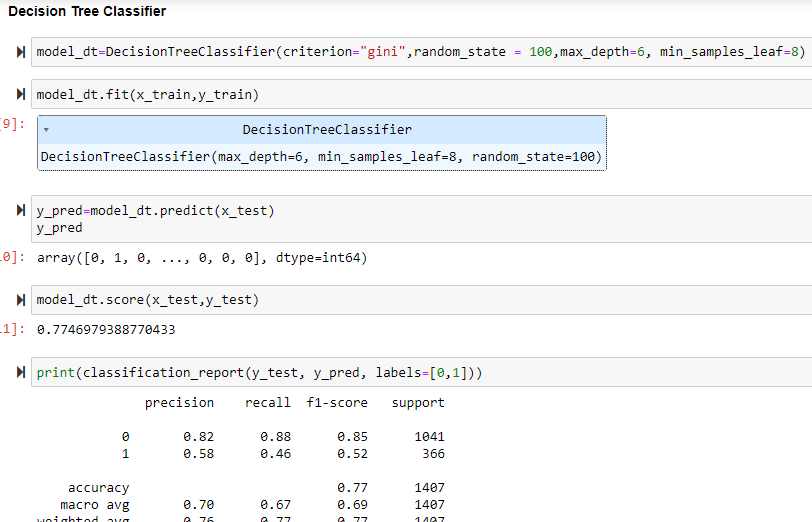 Decision Tree Classifier
model_dt=DecisionTreeClassifier(criterion="gini",random_state = 100,max_depth=6, min_samples_leaf=8)
model_dt.fit(x_train,y_train)
9]:
DecisionTreeClassifier
DecisionTreeClassifier(max_depth=6, min_samples_leaf=8, random_state=100)
y_pred=model_dt.predict(x_test)
y_pred
0]: array([0, 1, 0, ..., 0, 0, 0], dtype=int64)
model_dt.score(x_test,y_test)
1]: 0.7746979388770433
print(classification_report(y_test, y_pred, labels=[0,1]))
precision recall f1-score support
0 0.82 0.88 0.85 1041
1 0.58 0.46 0.52 366
accuracy 0.77 1407
macro avg 0.70 0.67 0.69 1407
weighted avg 0.76 0.77 0.77 1407